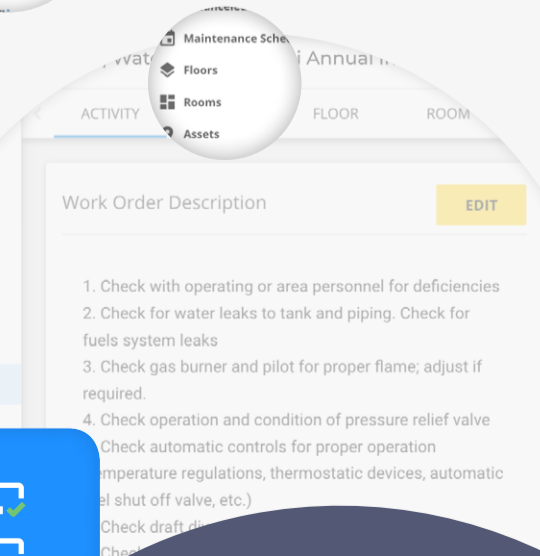 Maintenance Sche
Floors
Rooms
Assets
i Annual
ACTIVITY
FLOOR
ROOM
Work Order Description
EDIT
1. Check with operating or area personnel for deficiencies
2. Check for water leaks to tank and piping. Check for
fuels system leaks
3. Check gas burner and pilot for proper flame; adjust if
required.
4. Check operation and condition of pressure relief valve
Check automatic controls for proper operation
emperature regulations, thermostatic devices, automatic
el shut off valve, etc.)
Check draft